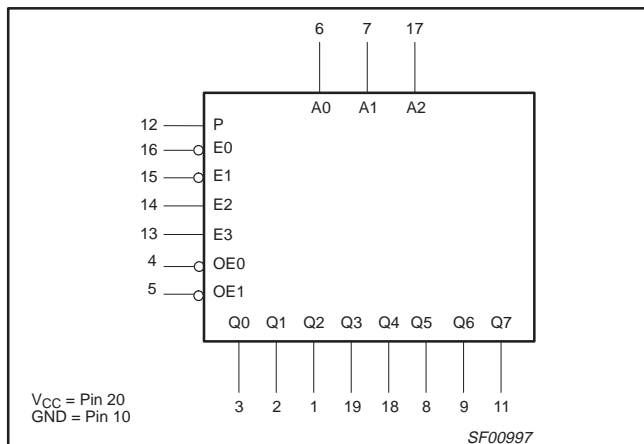 6 7 17
A0 A1 A2
12 P
16 E0
15 E1
14 E2
13 E3
4 OE0
5 OE1
Q0 Q1 Q2 Q3 Q4 Q5 Q6 Q7
3 2 1 19 18 8 9 11
VCC = Pin 20
GND = Pin 10
SF00997